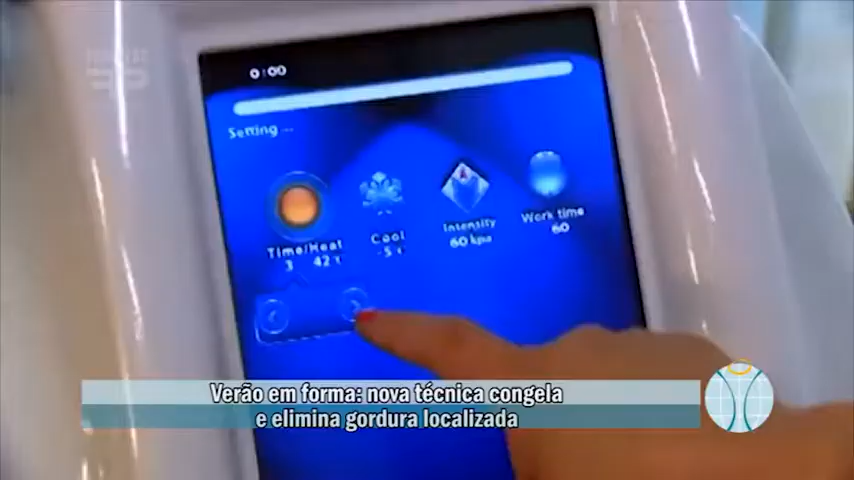 0:00
Setting ...
Time/Heat
3 42℃
Cool
-5℃
Intensity
60 kpa
Work time
60
Verão em forma: nova técnica congela
e elimina gordura localizada